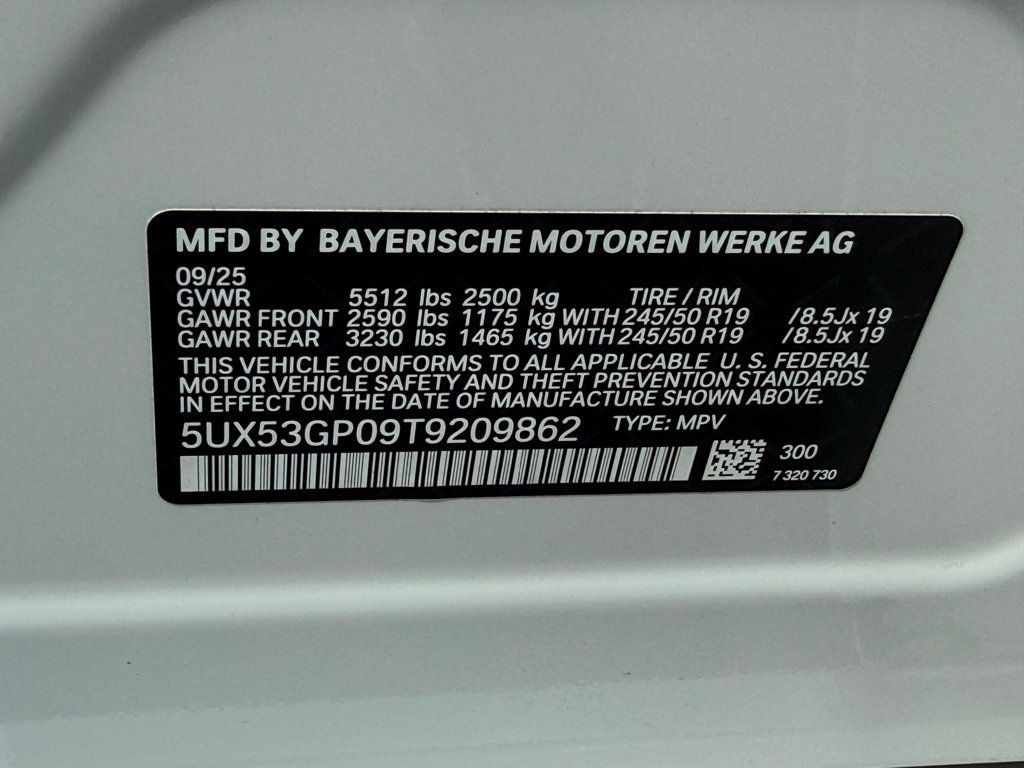 MFD BY BAYERISCHE MOTOREN WERKE AG
09/25
GVWR 5512 lbs 2500 kg TIRE / RIM
GAWR FRONT 2590 lbs 1175 kg WITH 245/50 R19 /8.5Jx 19
GAWR REAR 3230 lbs 1465 kg WITH 245/50 R19 /8.5Jx 19
THIS VEHICLE CONFORMS TO ALL APPLICABLE U. S. FEDERAL
MOTOR VEHICLE SAFETY AND THEFT PREVENTION STANDARDS
IN EFFECT ON THE DATE OF MANUFACTURE SHOWN ABOVE.
5UX53GP09T9209862 TYPE: MPV
300
7 320 730